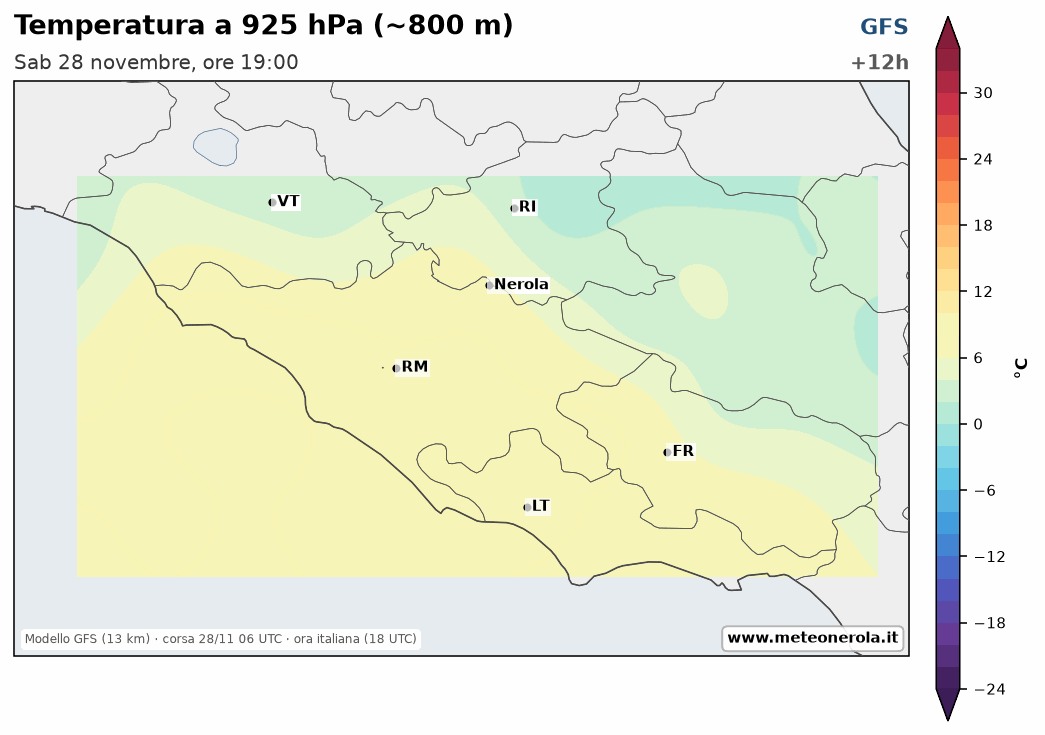 Temperatura a 925 hPa (~800 m)
GFS
Sab 28 novembre, ore 19:00
+12h
VT
RI
Nerola
RM
FR
LT
30
24
18
12
6
0
−6
−12
−18
−24
°C
Modello GFS (13 km) · corsa 28/11 06 UTC · ora italiana (18 UTC)
www.meteonerola.it